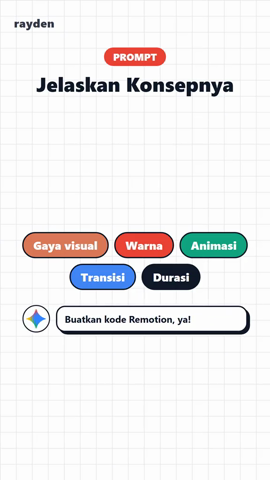 rayden
PROMPT
Jelaskan Konsepnya
Gaya visual
Warna
Animasi
Transisi
Durasi
Buatkan kode Remotion, ya!